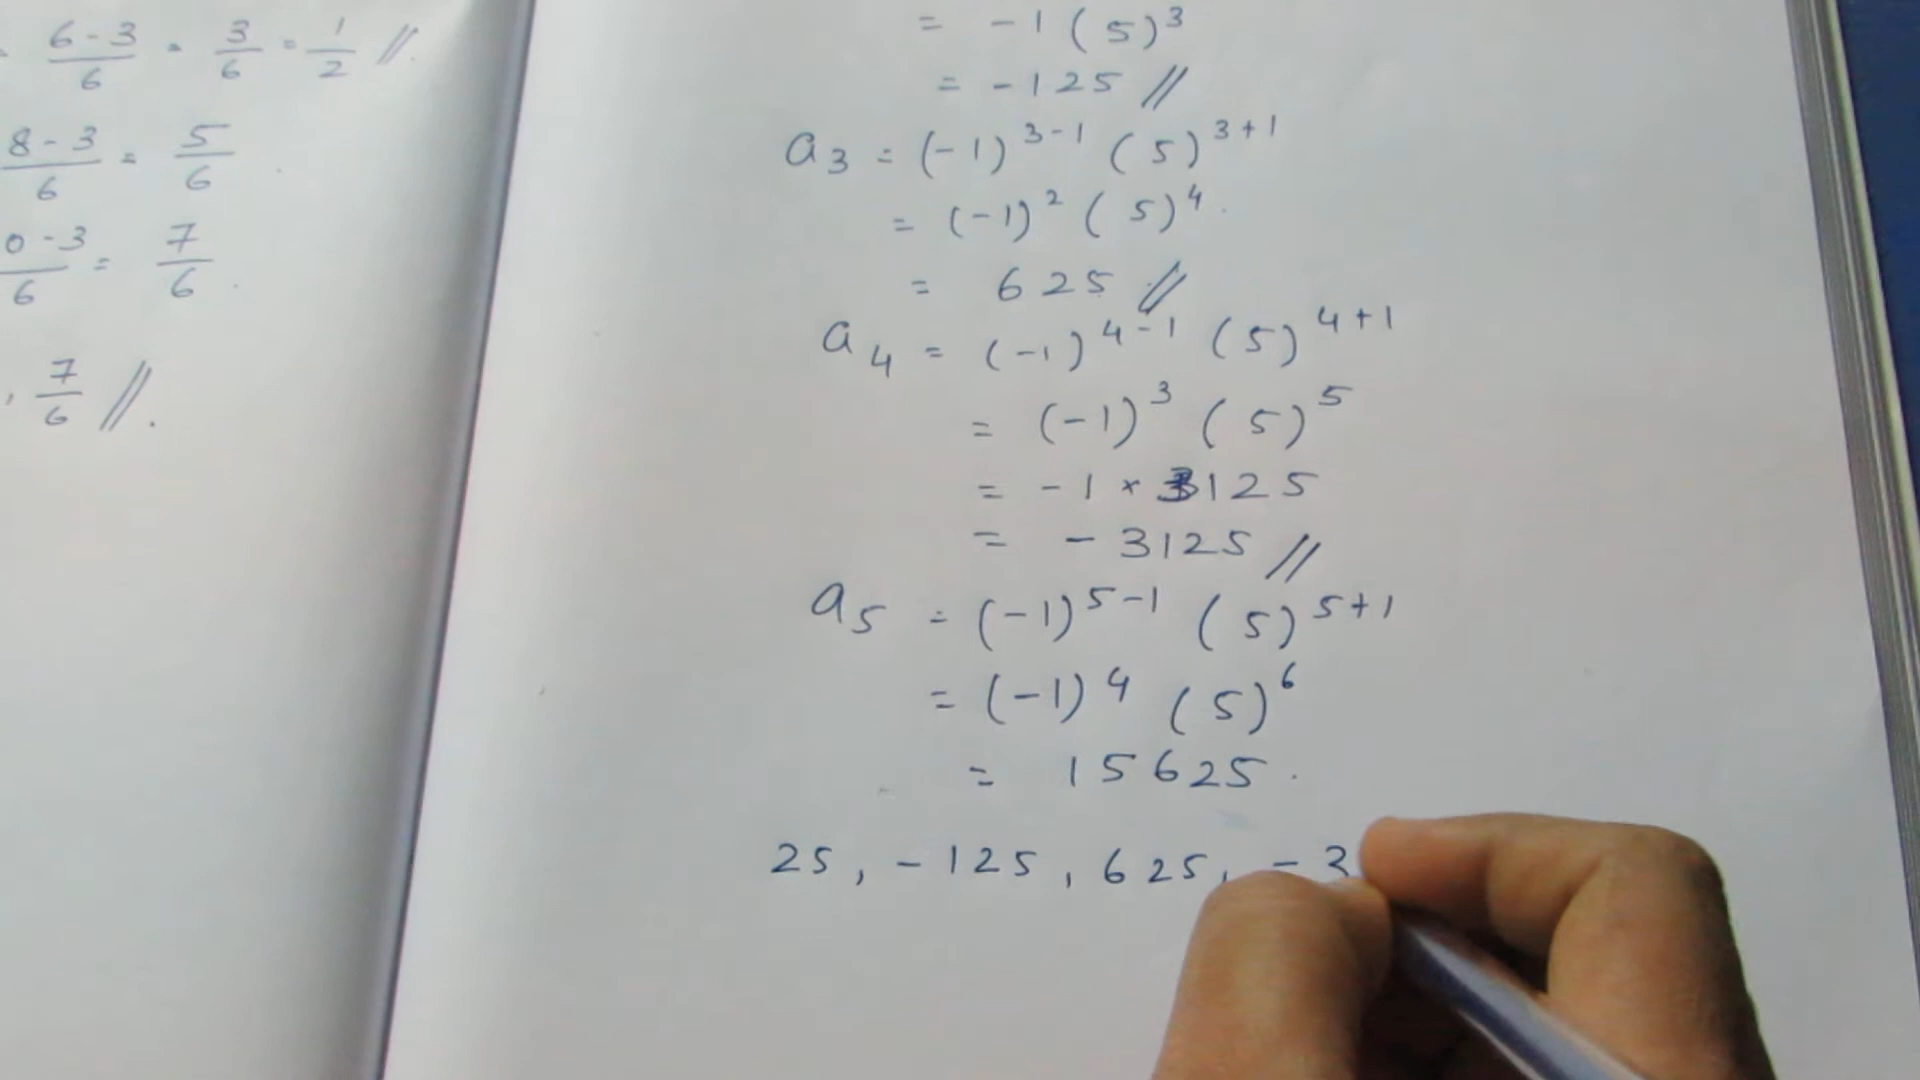 6-3/6 = 3/6 = 1/2 //.
8-3/6 = 5/6
0-3/6 = 7/6.
, 7/6 //.
= -1 (5)^3
= -125 //
a_3 = (-1)^{3-1} (5)^{3+1}
= (-1)^2 (5)^4.
= 625 //
a_4 = (-1)^{4-1} (5)^{4+1}
= (-1)^3 (5)^5
= -1 × 3125
= -3125 //
a_5 = (-1)^{5-1} (5)^{5+1}
= (-1)^4 (5)^6
= 15625.
25, -125, 625, -3